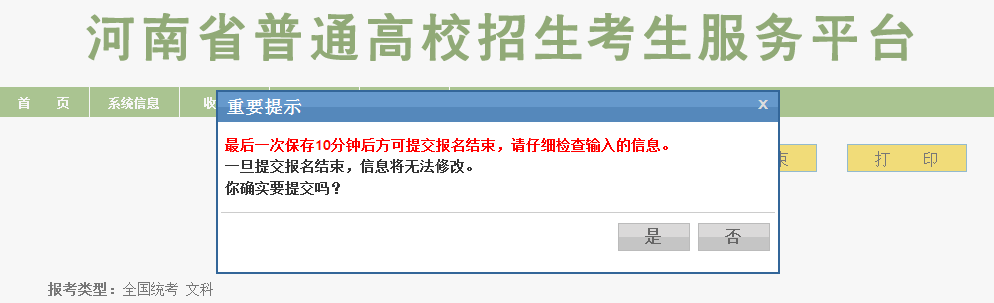 河南省普通高校招生考生服务平台
首 页 系统信息 收
重要提示 x
最后一次保存10分钟后方可提交报名结束，请仔细检查输入的信息。
一旦提交报名结束，信息将无法修改。
你确实要提交吗？
束 打 印
是 否
报考类型：全国统考 文科